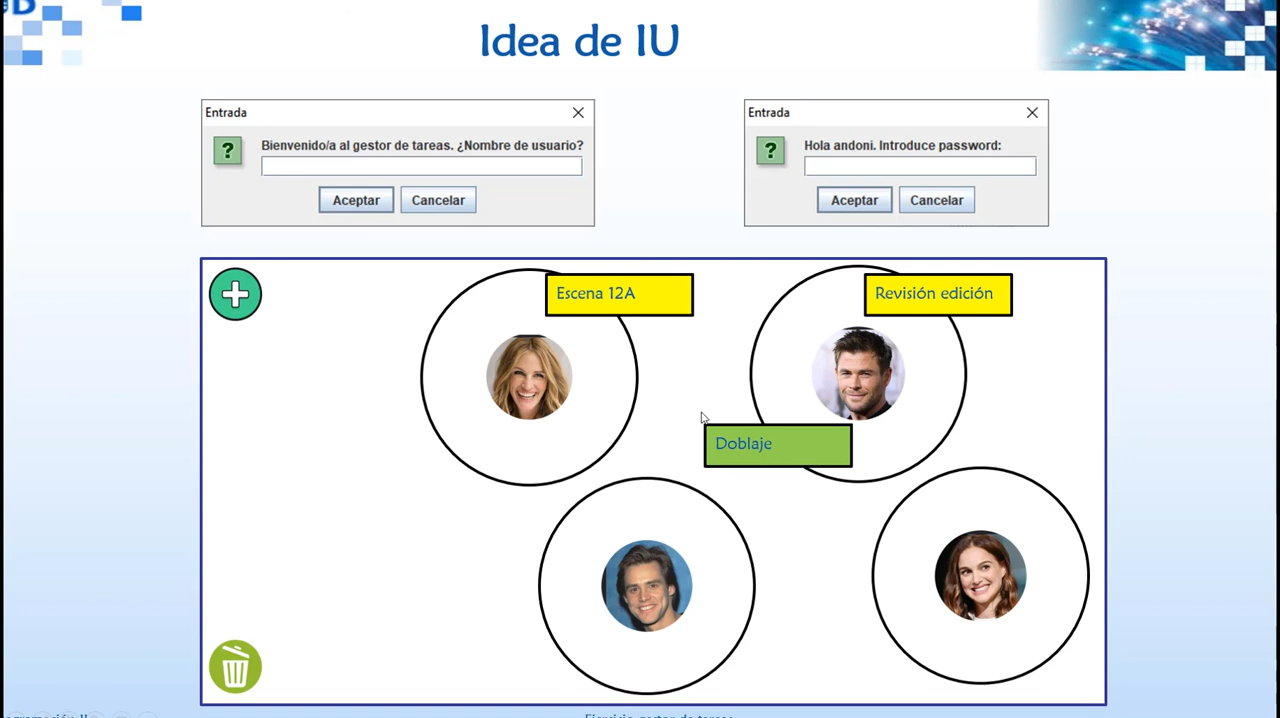 Idea de IU
Entrada
Bienvenido/a al gestor de tareas. ¿Nombre de usuario?
Aceptar Cancelar
Entrada
Hola andoni. Introduce password:
Aceptar Cancelar
Escena 12A
Revisión edición
Doblaje